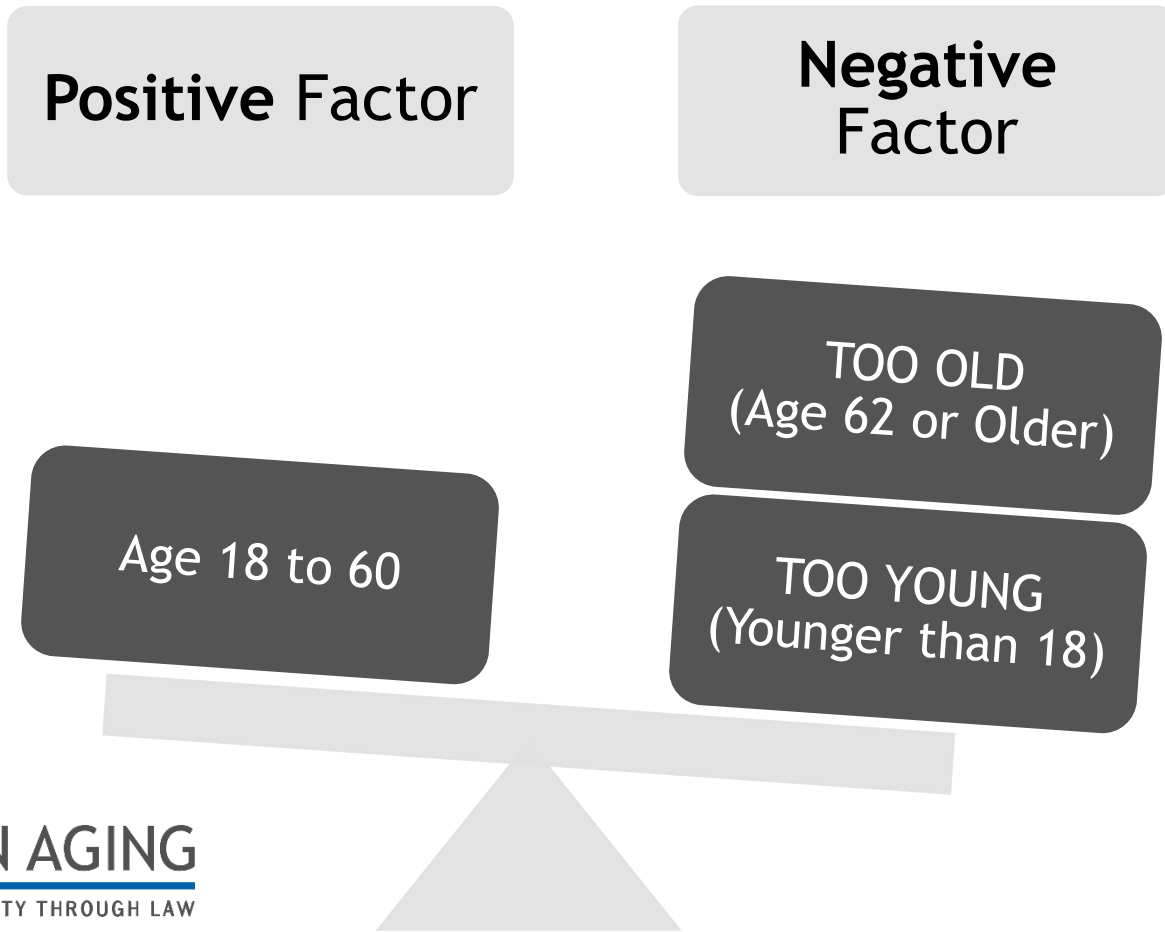 Positive Factor
Negative
Factor
TOO OLD
(Age 62 or Older)
Age 18 to 60
TOO YOUNG
(Younger than 18)
AGING
THROUGH LAW